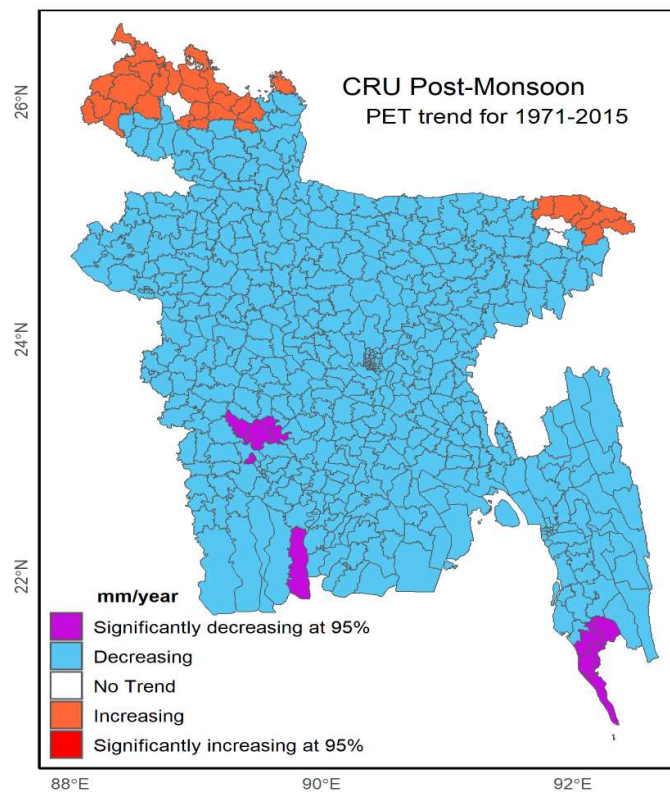 CRU Post-Monsoon
PET trend for 1971-2015
26°N
24°N
22°N
mm/year
Significantly decreasing at 95%
Decreasing
No Trend
Increasing
Significantly increasing at 95%
88°E
90°E
92°E